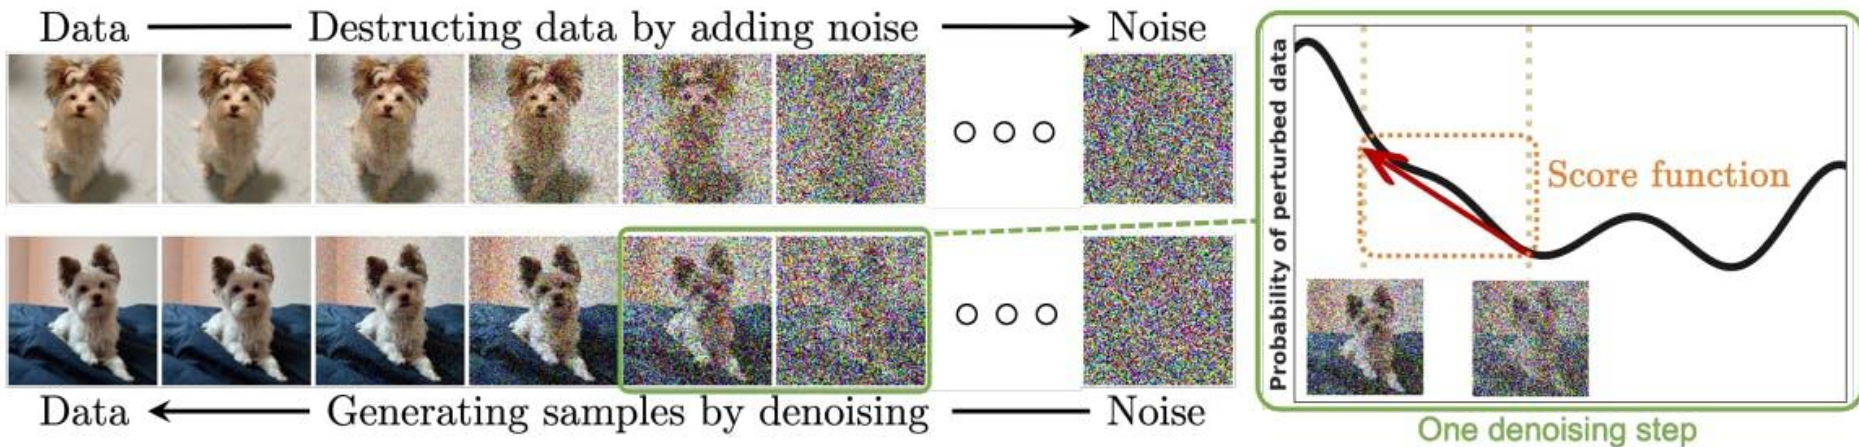 Data Destructing data by adding noise Noise
Probability of perturbed data
Score function
Data Generating samples by denoising Noise
One denoising step